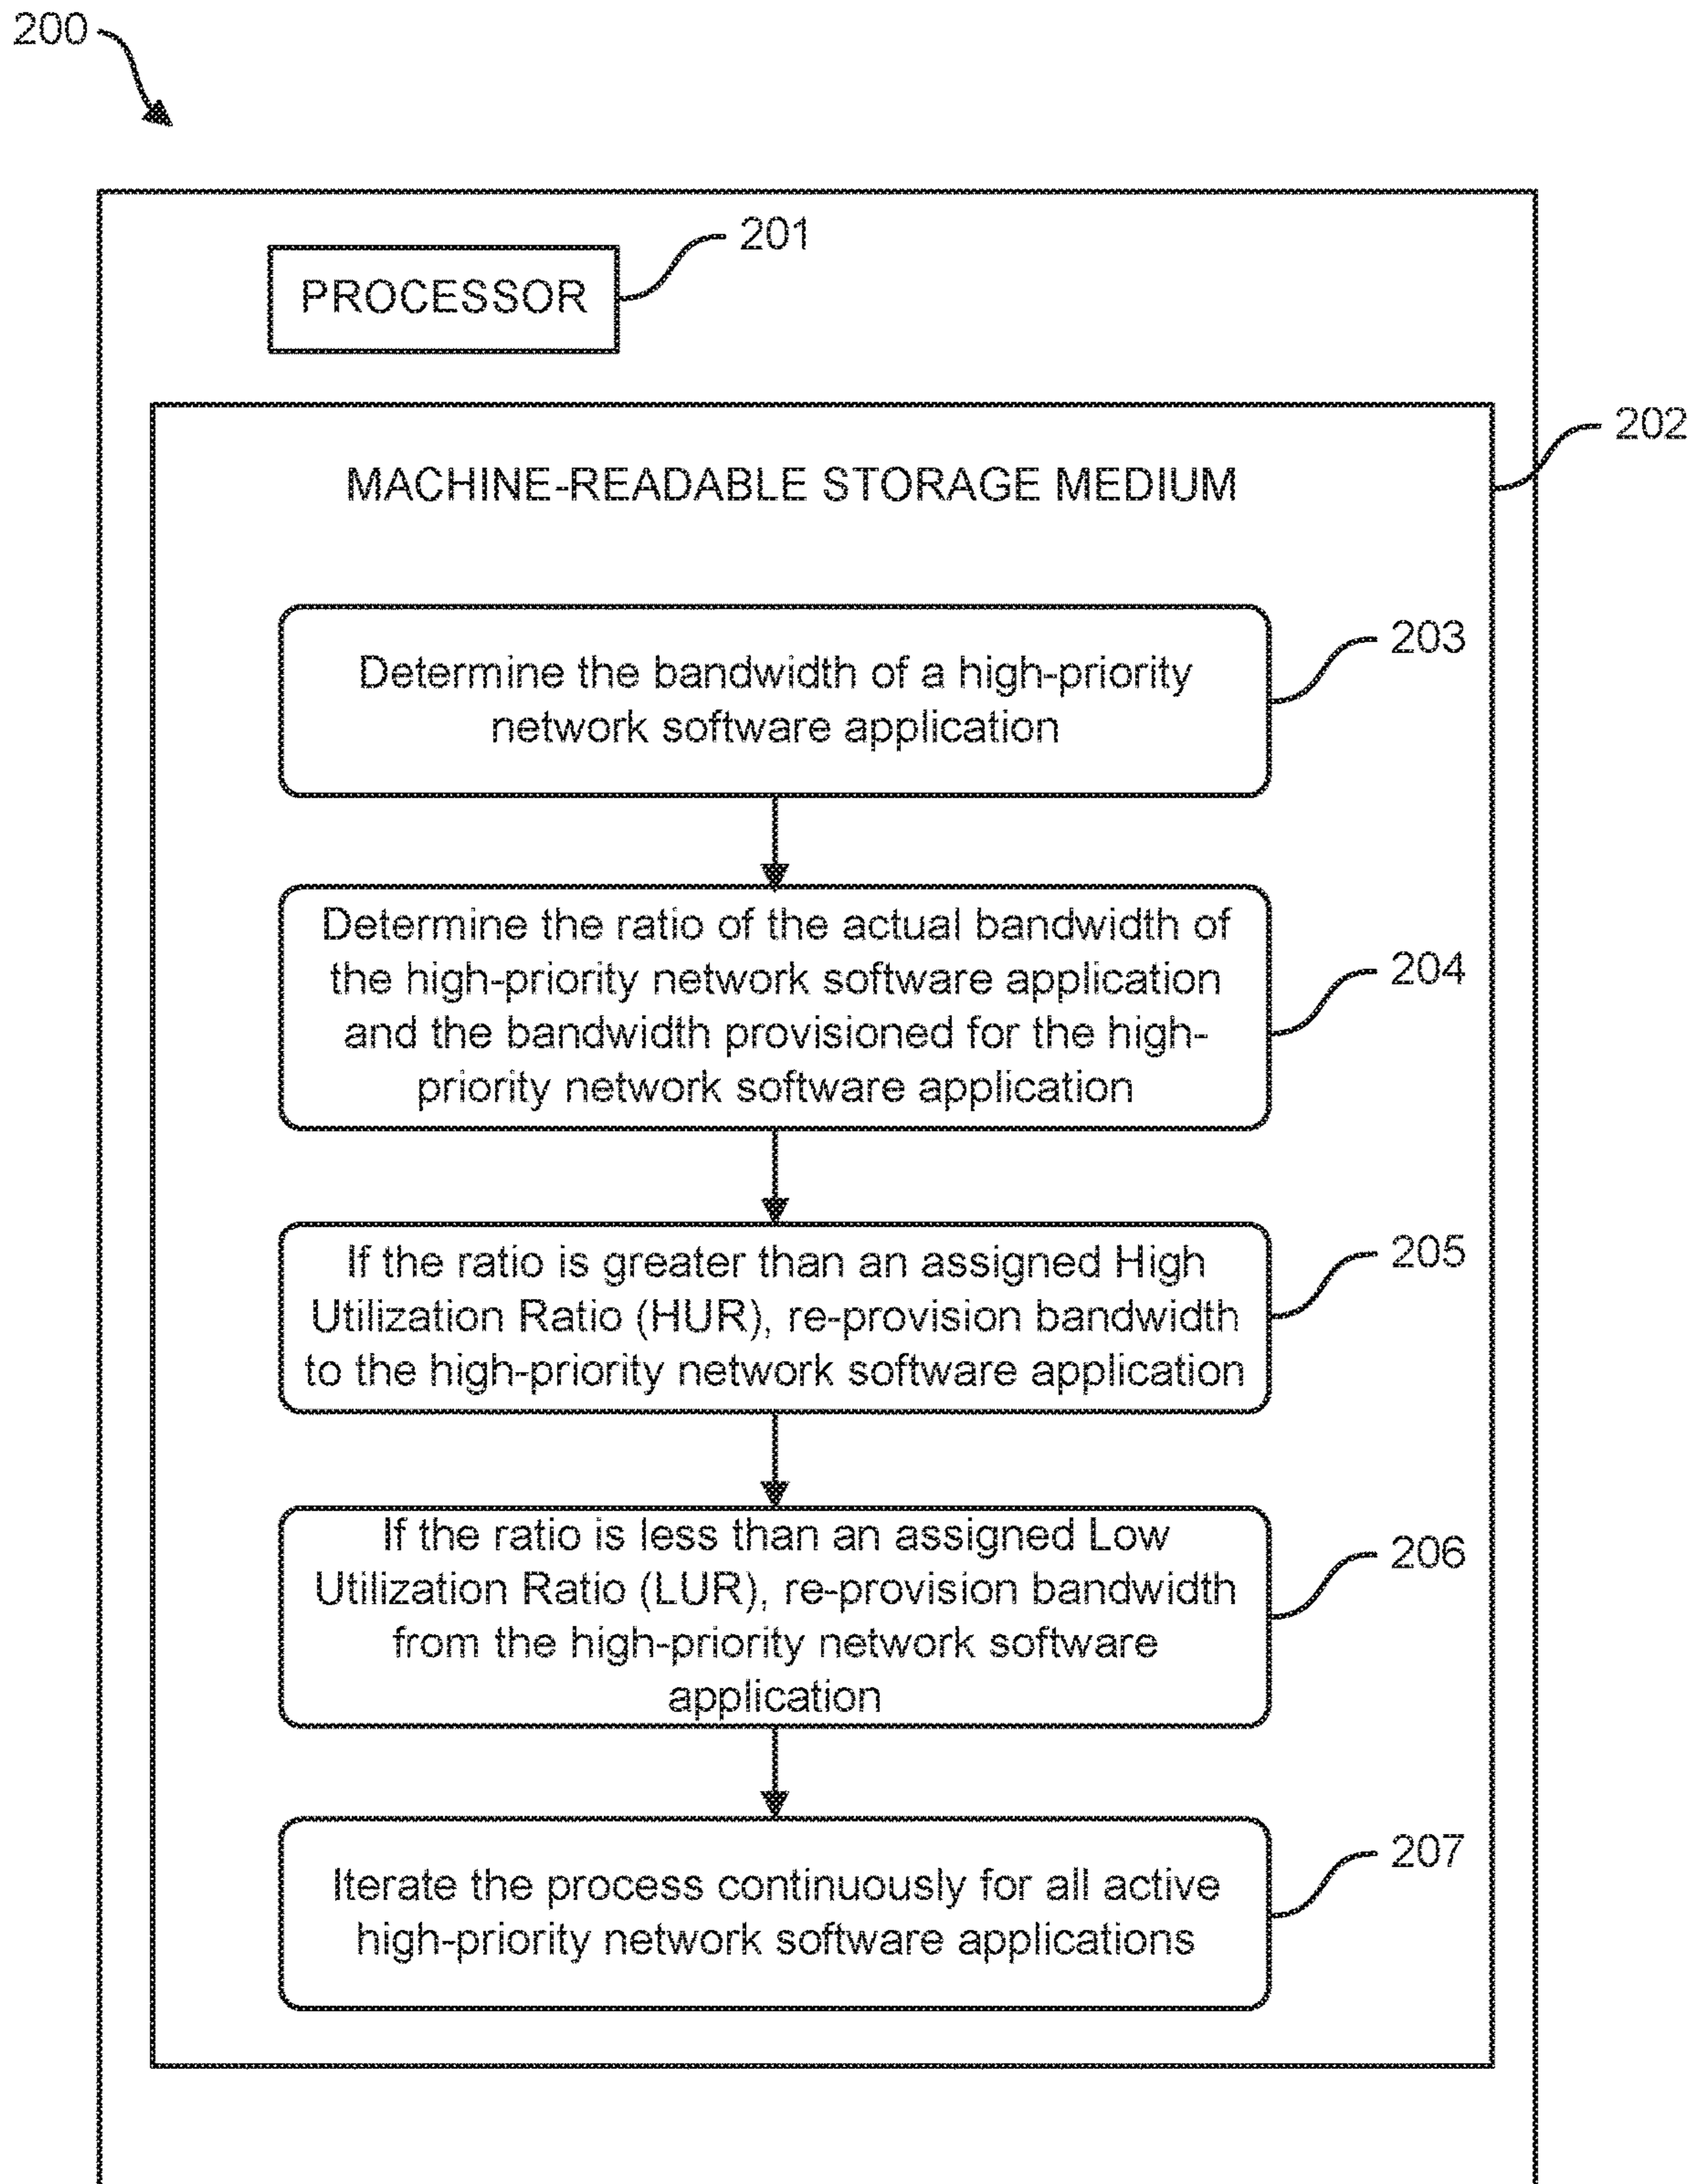 200
201
PROCESSOR
202
MACHINE-READABLE STORAGE MEDIUM
203
Determine the bandwidth of a high-priority
network software application
Determine the ratio of the actual bandwidth of
the high-priority network software application
204
and the bandwidth provisioned for the high-
priority network software application
205
If the ratio is greater than an assigned High
Utilization Ratio (HUR), re-provision bandwidth
to the high-priority network software application
If the ratio is less than an assigned Low
206
Utilization Ratio (LUR), re-provision bandwidth
from the high-priority network software
application
207
Iterate the process continuously for all active
high-priority network software applications